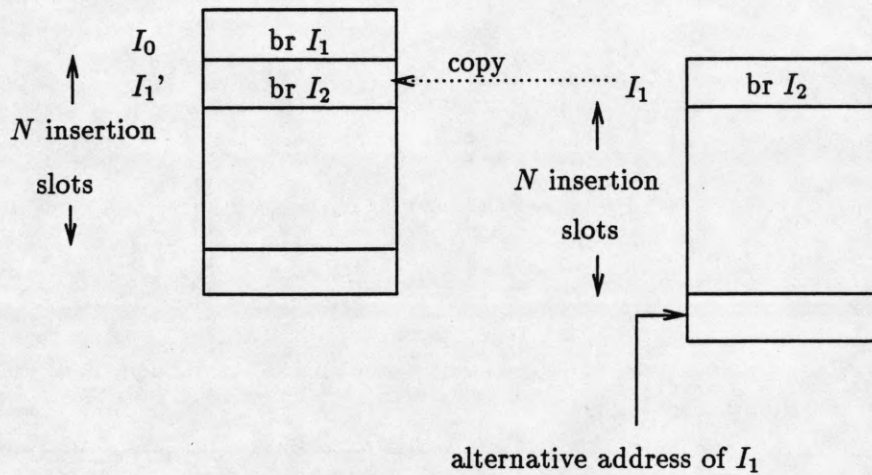 I₀ br I₁
I₁’ br I₂ copy I₁ br I₂
N insertion
slots
N insertion
slots
alternative address of I₁